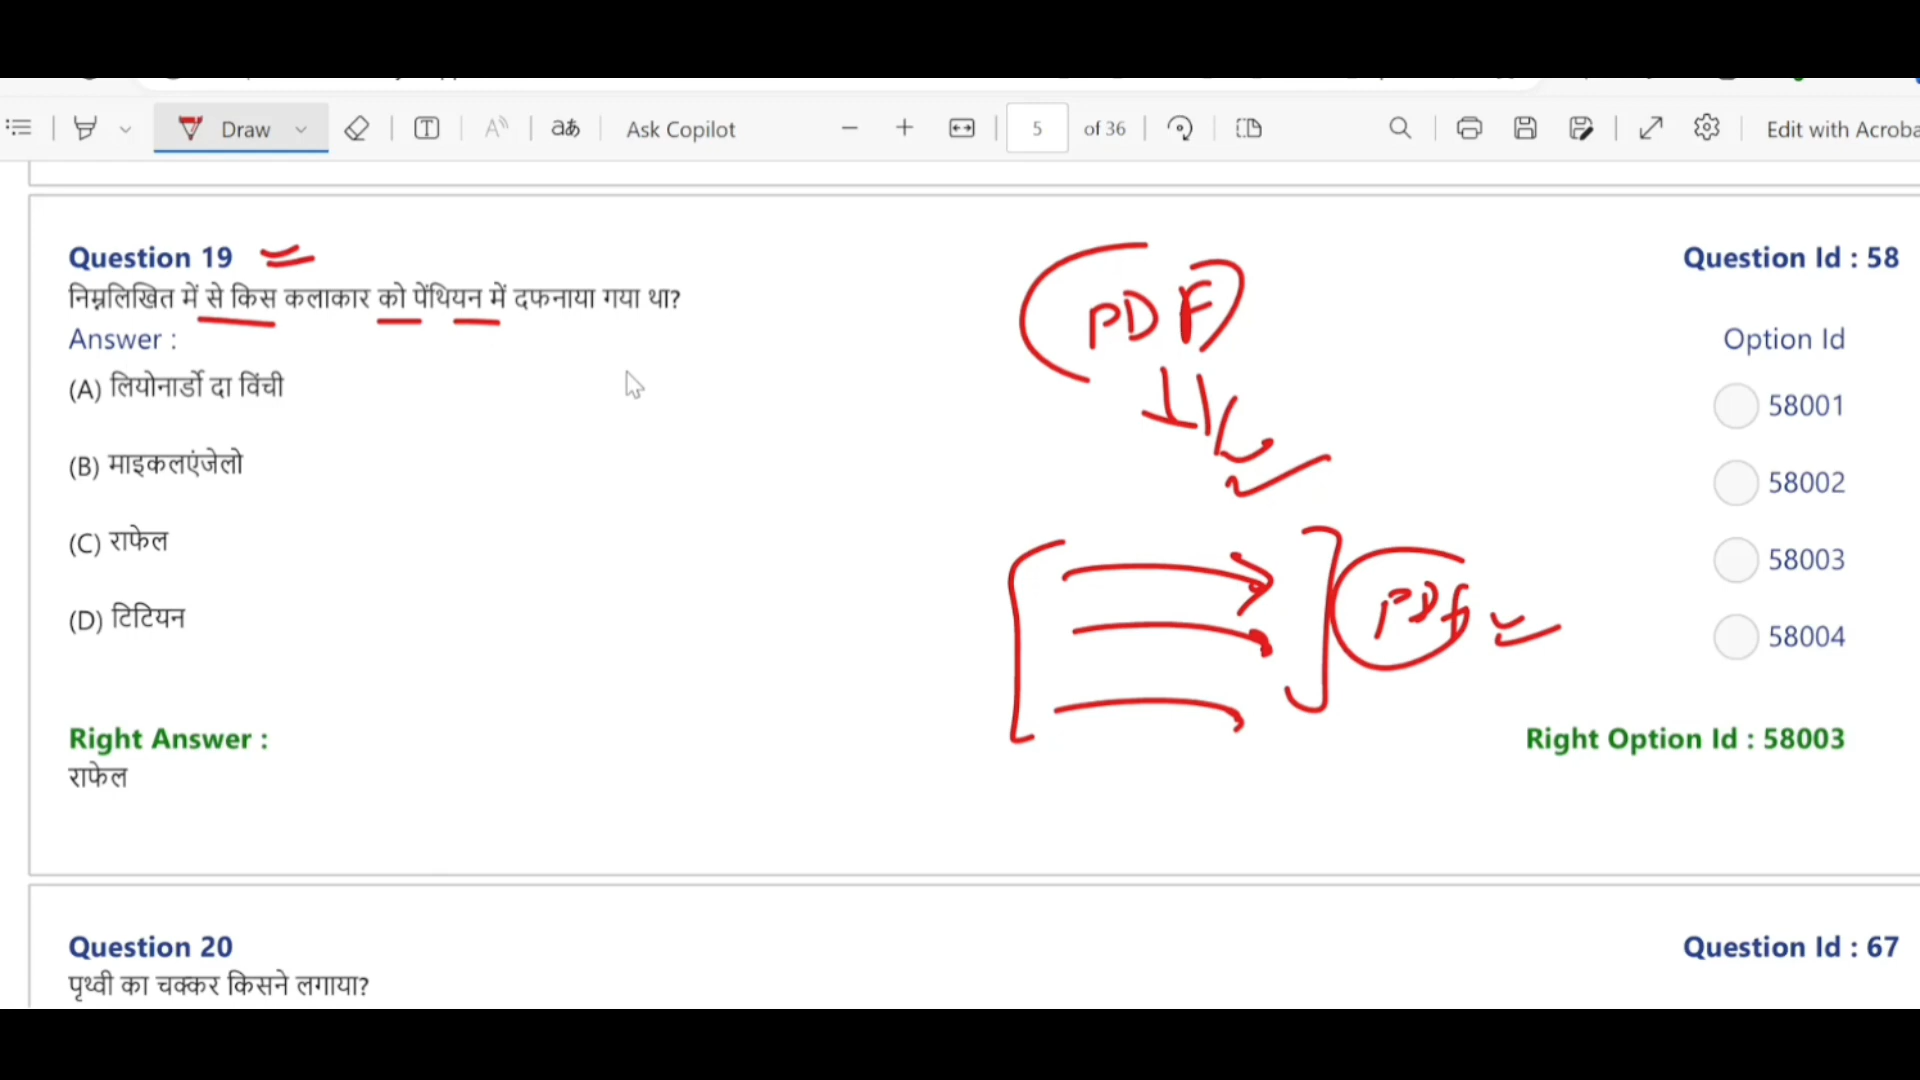 Draw
Ask Copilot
5 of 36
Edit with Acroba
Question 19
Question Id : 58
निम्नलिखित में से किस कलाकार को पेंथियन में दफनाया गया था?
Answer :
Option Id
(A) लियोनार्डो दा विंची
58001
(B) माइकलएंजेलो
58002
(C) राफेल
58003
(D) टिटियन
58004
PDF
PDf
Right Answer :
Right Option Id : 58003
राफेल
Question 20
Question Id : 67
पृथ्वी का चक्कर किसने लगाया?